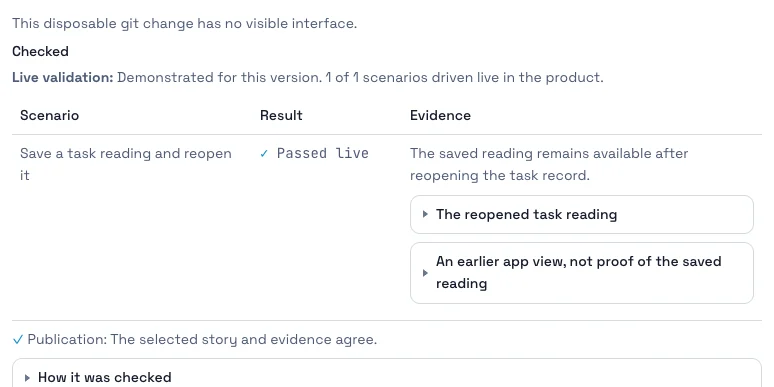 This disposable git change has no visible interface.
Checked
Live validation: Demonstrated for this version. 1 of 1 scenarios driven live in the product.
Scenario Result Evidence
Save a task reading and reopen it
✓ Passed live
The saved reading remains available after
reopening the task record.
The reopened task reading
An earlier app view, not proof of the saved
reading
✓ Publication: The selected story and evidence agree.
How it was checked